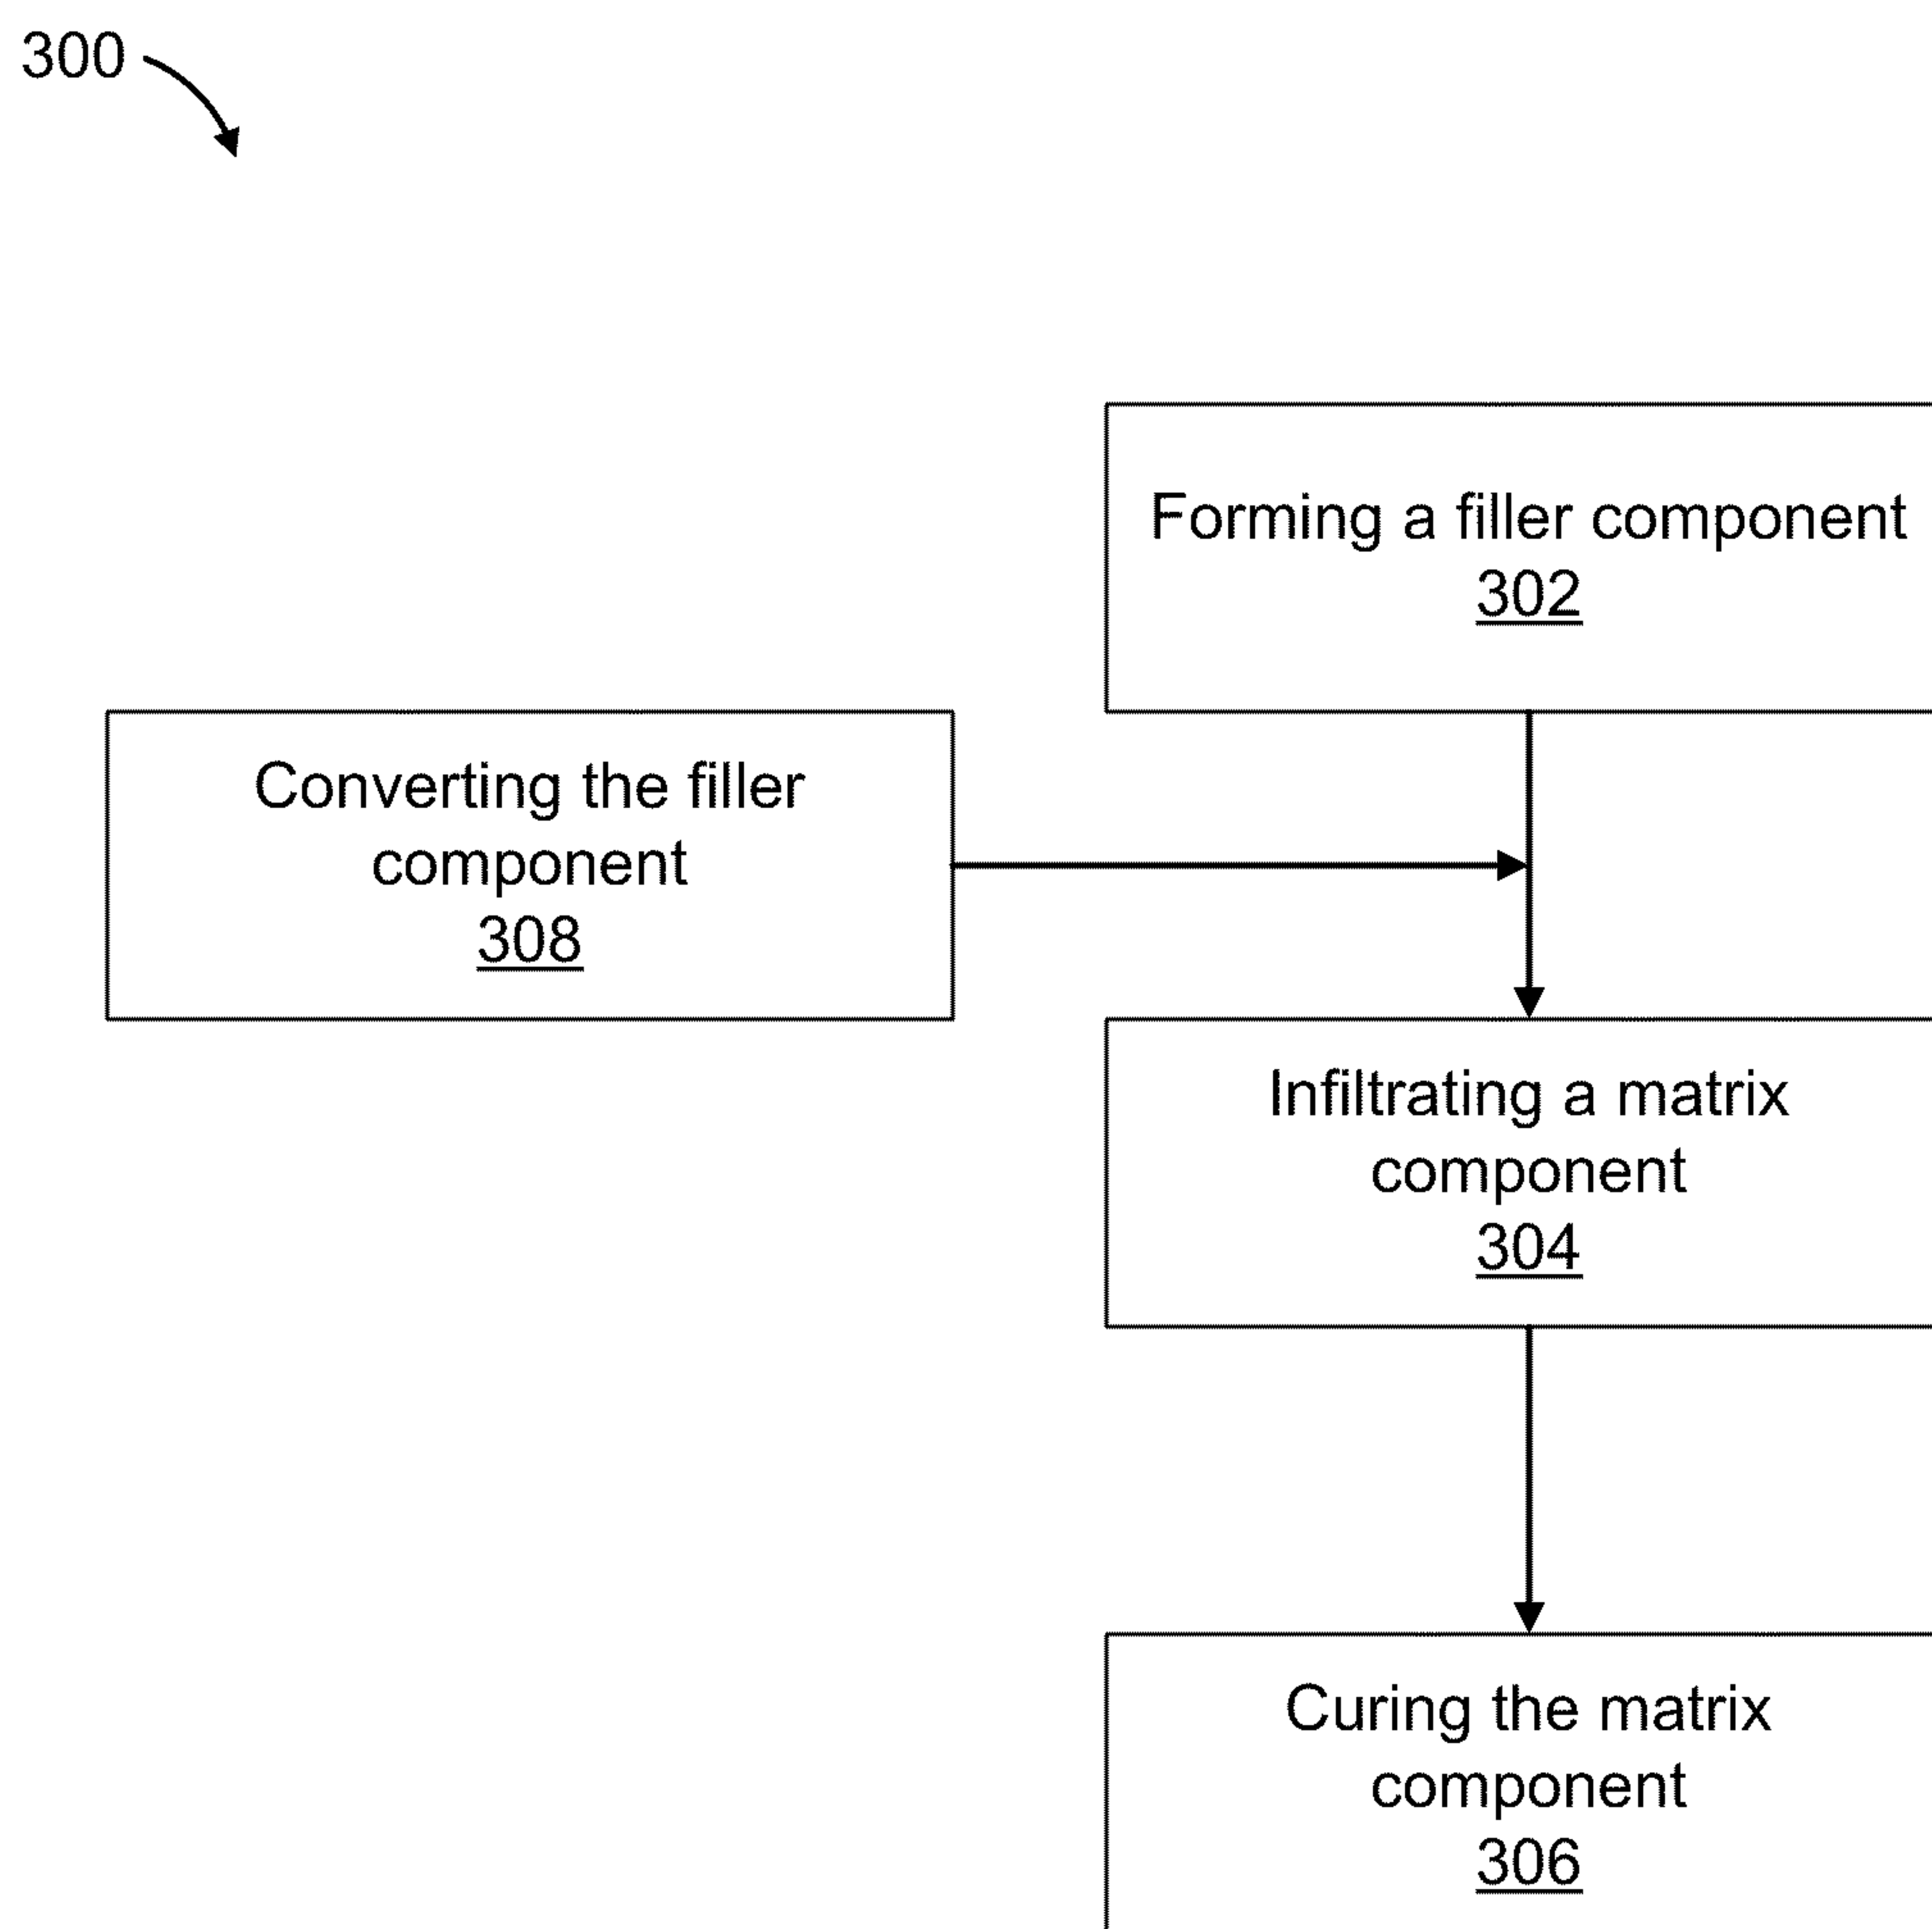 300
Forming a filler component
302
Converting the filler
component
308
Infiltrating a matrix
component
304
Curing the matrix
component
306